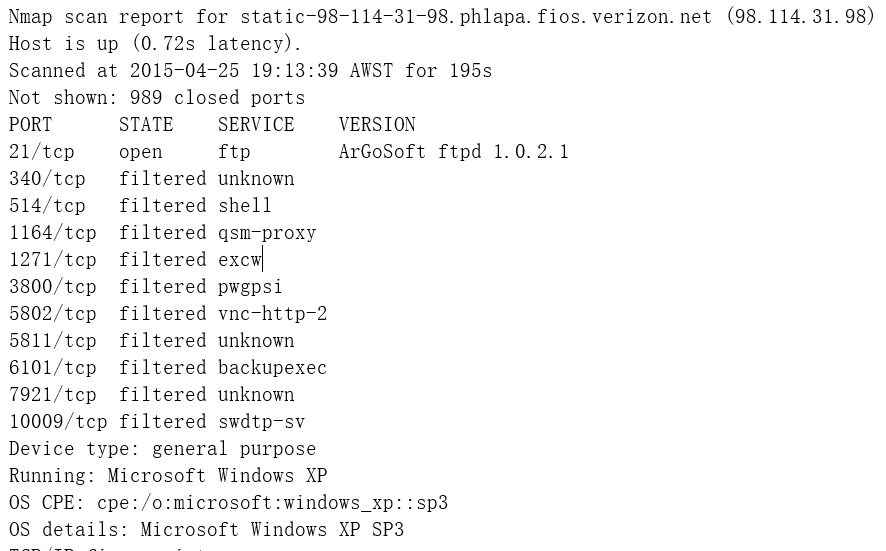 Nmap scan report for static-98-114-31-98.phlapa.fios.verizon.net (98.114.31.98)
Host is up (0.72s latency).
Scanned at 2015-04-25 19:13:39 AWST for 195s
Not shown: 989 closed ports
PORT      STATE    SERVICE    VERSION
21/tcp    open     ftp        ArGoSoft ftpd 1.0.2.1
340/tcp   filtered unknown
514/tcp   filtered shell
1164/tcp  filtered qsm-proxy
1271/tcp  filtered excw
3800/tcp  filtered pwgpsi
5802/tcp  filtered vnc-http-2
5811/tcp  filtered unknown
6101/tcp  filtered backupexec
7921/tcp  filtered unknown
10009/tcp filtered swdtp-sv
Device type: general purpose
Running: Microsoft Windows XP
OS CPE: cpe:/o:microsoft:windows_xp::sp3
OS details: Microsoft Windows XP SP3